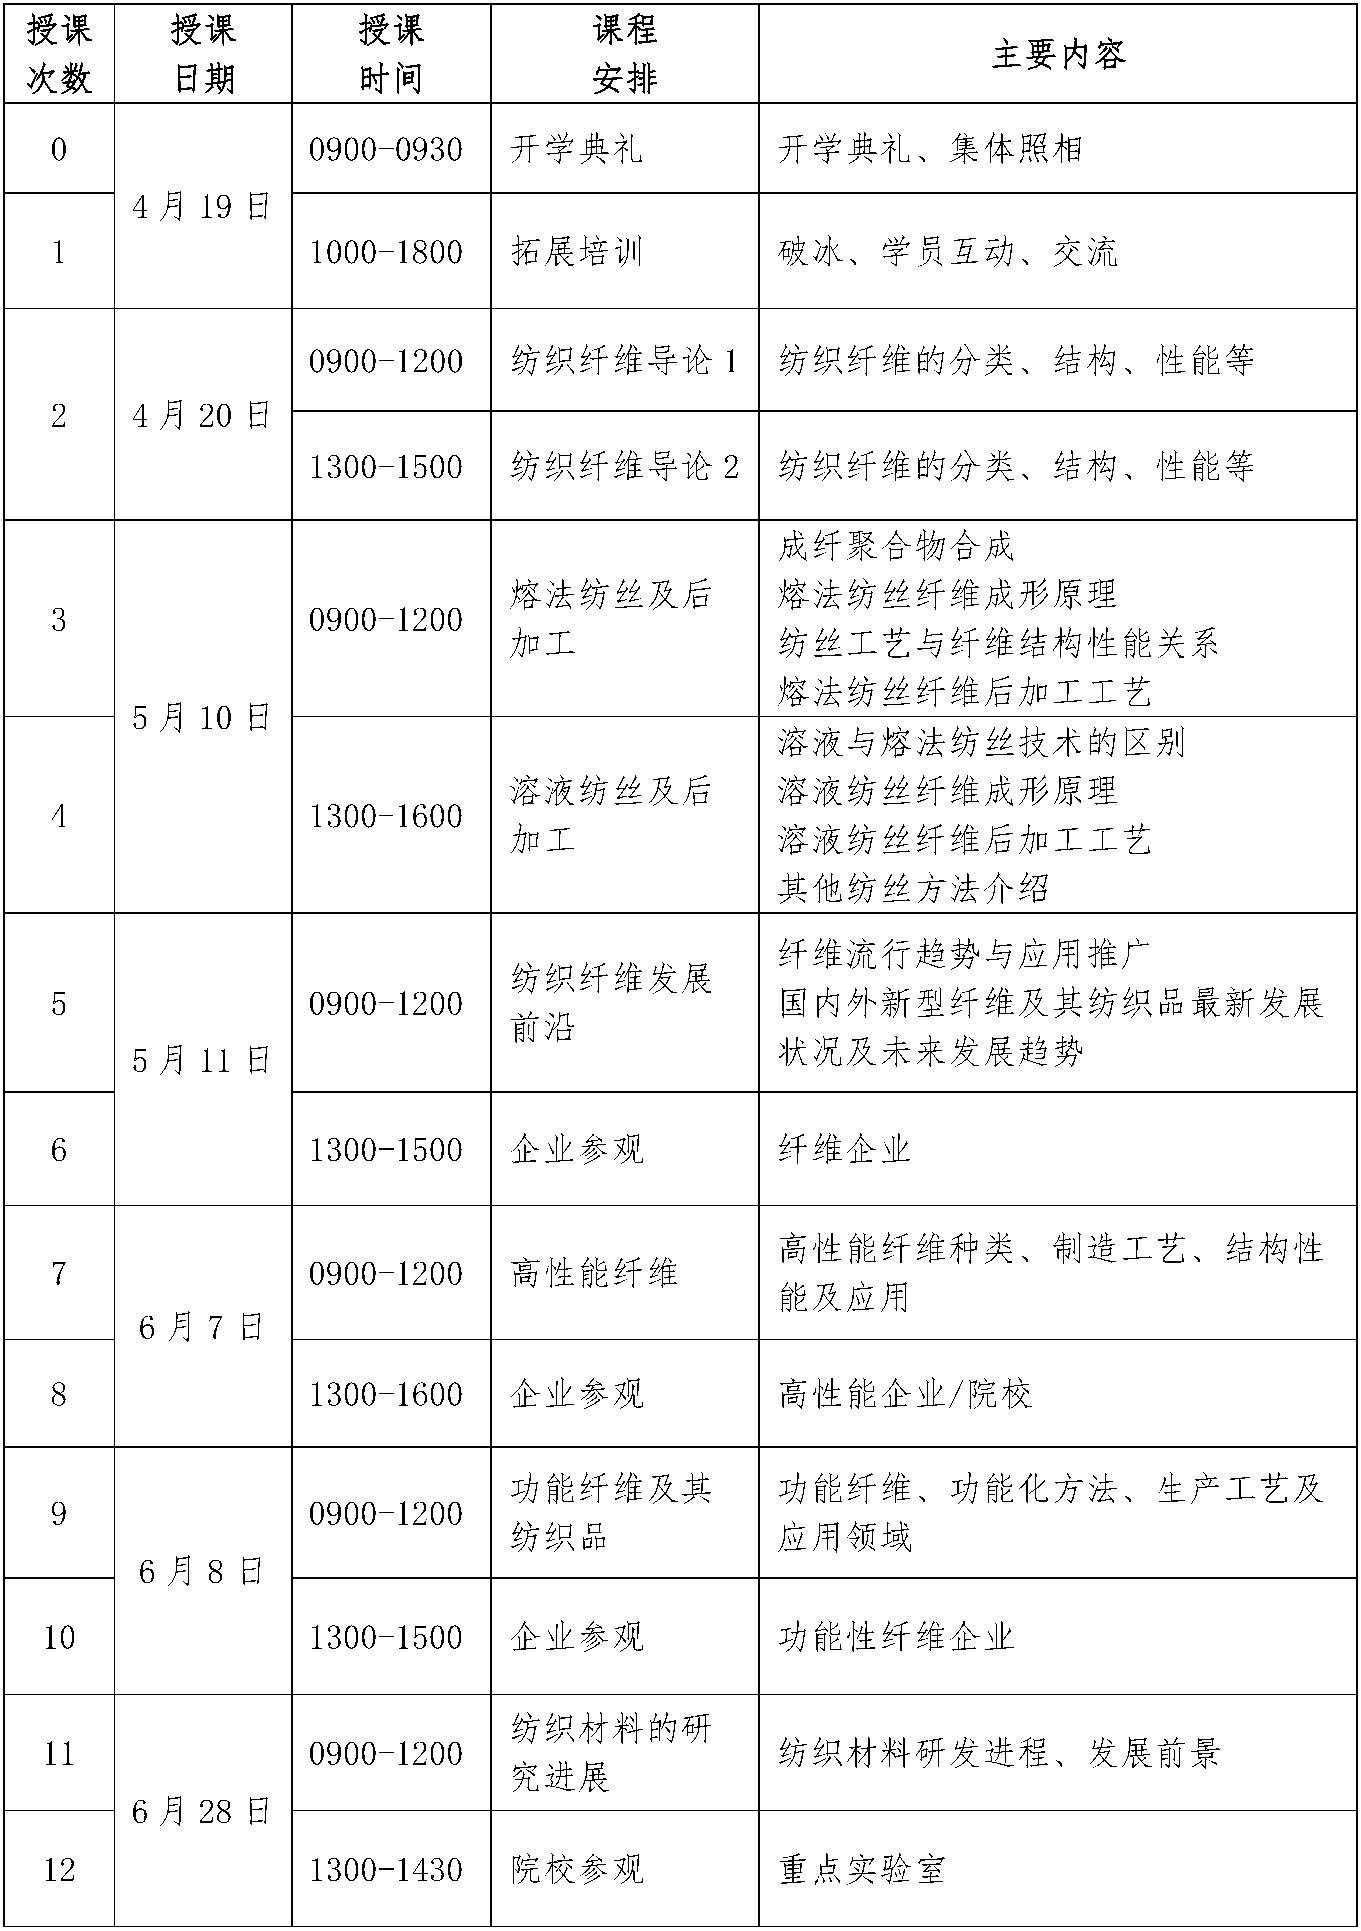 授课
次数
授课
日期
授课
时间
课程
安排
主要内容
0
4月19日
0900-0930
开学典礼
开学典礼、集体照相
1
1000-1800
拓展培训
破冰、学员互动、交流
2
4月20日
0900-1200
纺织纤维导论1
纺织纤维的分类、结构、性能等
1300-1500
纺织纤维导论2
纺织纤维的分类、结构、性能等
3
5月10日
0900-1200
熔法纺丝及后
加工
成纤聚合物合成
熔法纺丝纤维成形原理
纺丝工艺与纤维结构性能关系
熔法纺丝纤维后加工工艺
4
1300-1600
溶液纺丝及后
加工
溶液与熔法纺丝技术的区别
溶液纺丝纤维成形原理
溶液纺丝纤维后加工工艺
其他纺丝方法介绍
5
5月11日
0900-1200
纺织纤维发展
前沿
纤维流行趋势与应用推广
国内外新型纤维及其纺织品最新发展
状况及未来发展趋势
6
1300-1500
企业参观
纤维企业
7
6月7日
0900-1200
高性能纤维
高性能纤维种类、制造工艺、结构性
能及应用
8
1300-1600
企业参观
高性能企业/院校
9
6月8日
0900-1200
功能纤维及其
纺织品
功能纤维、功能化方法、生产工艺及
应用领域
10
1300-1500
企业参观
功能性纤维企业
11
6月28日
0900-1200
纺织材料的研
究进展
纺织材料研发进程、发展前景
12
1300-1430
院校参观
重点实验室